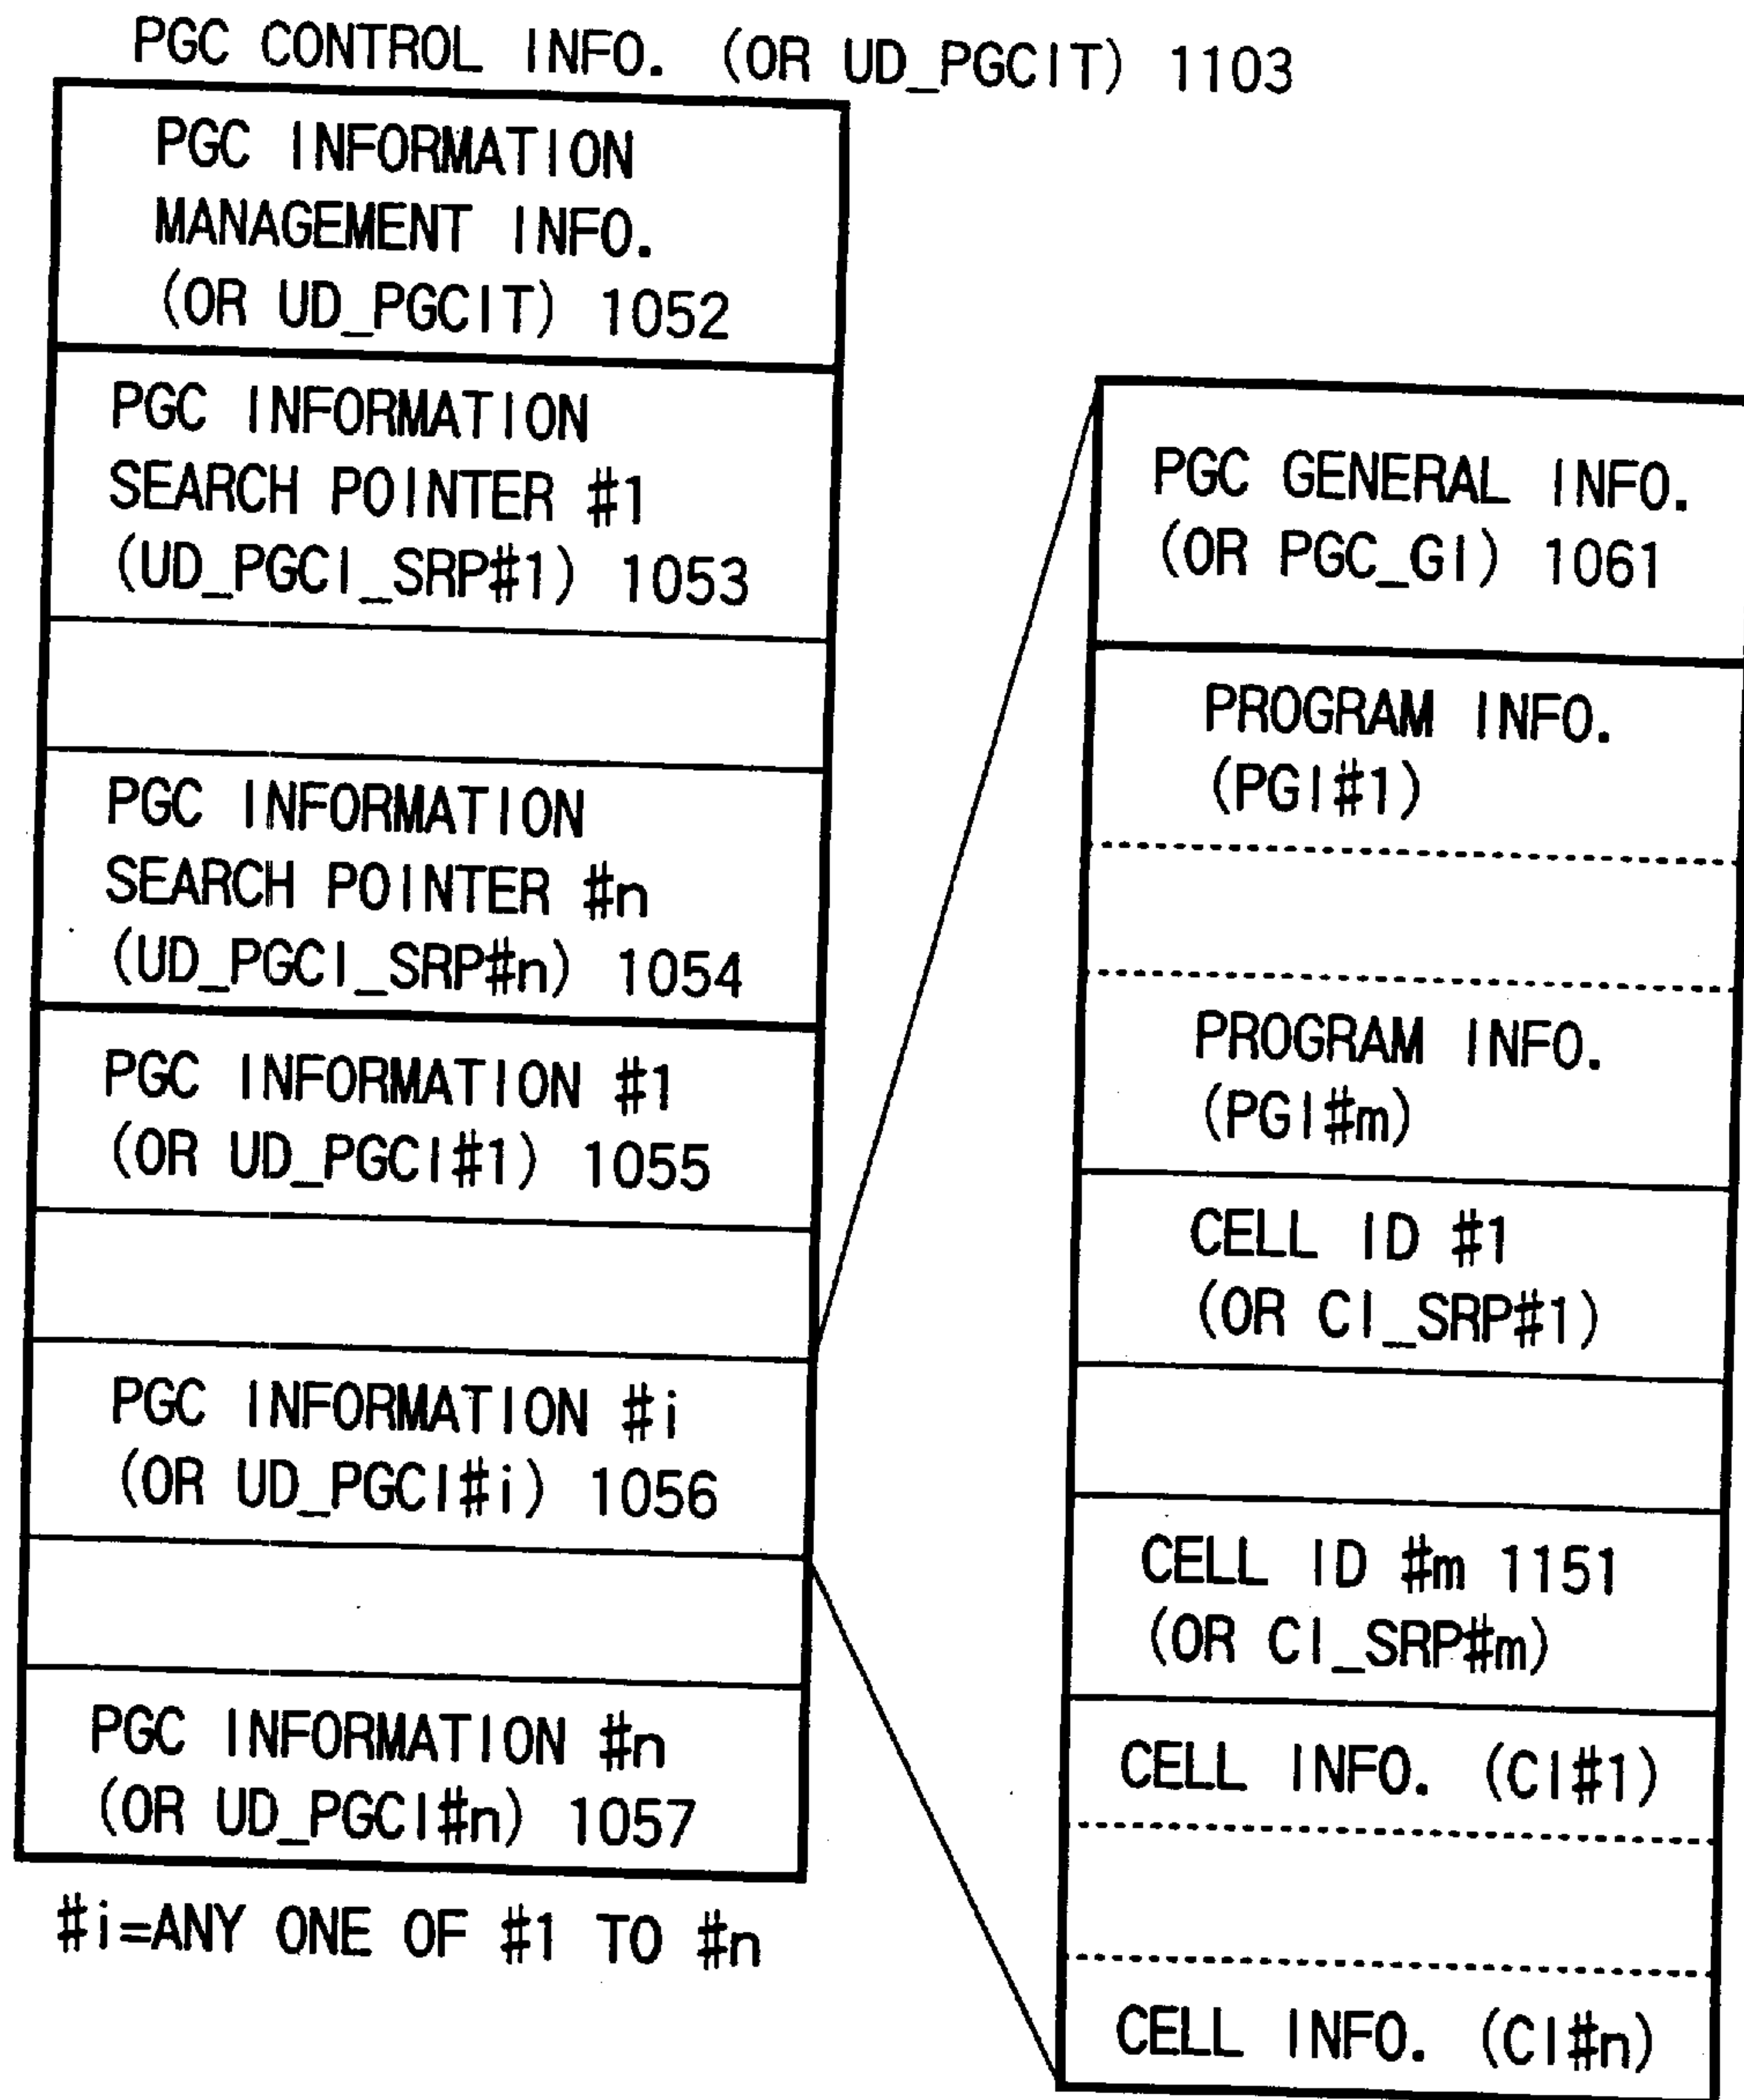 PGC CONTROL INFO. (OR UD_PGCIT) 1103
PGC INFORMATION
MANAGEMENT INFO.
(OR UD_PGCIT) 1052
PGC INFORMATION
SEARCH POINTER #1
(UD_PGCI_SRP#1) 1053
PGC INFORMATION
SEARCH POINTER #n
(UD_PGCI_SRP#n) 1054
PGC INFORMATION #1
(OR UD_PGCI#1) 1055
PGC INFORMATION #i
(OR UD_PGCI#i) 1056
PGC INFORMATION #n
(OR UD_PGCI#n) 1057
#i=ANY ONE OF #1 TO #n
PGC GENERAL INFO.
(OR PGC_GI) 1061
PROGRAM INFO.
(PGI#1)
PROGRAM INFO.
(PGI#m)
CELL ID #1
(OR CI_SRP#1)
CELL ID #m 1151
(OR CI_SRP#m)
CELL INFO. (CI#1)
CELL INFO. (CI#n)